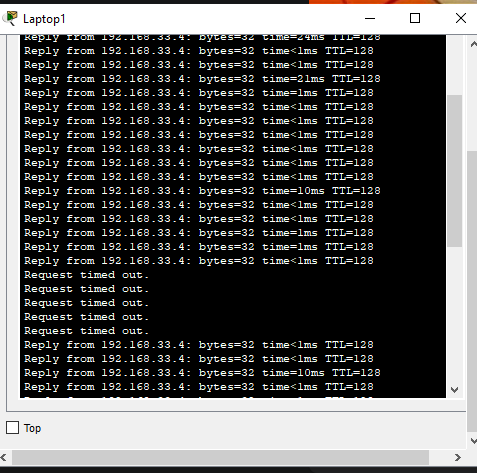 Laptop1
Reply from 192.168.33.4: bytes=32 time=24ms TTL=128
Reply from 192.168.33.4: bytes=32 time<1ms TTL=128
Reply from 192.168.33.4: bytes=32 time<1ms TTL=128
Reply from 192.168.33.4: bytes=32 time=21ms TTL=128
Reply from 192.168.33.4: bytes=32 time=1ms TTL=128
Reply from 192.168.33.4: bytes=32 time<1ms TTL=128
Reply from 192.168.33.4: bytes=32 time<1ms TTL=128
Reply from 192.168.33.4: bytes=32 time<1ms TTL=128
Reply from 192.168.33.4: bytes=32 time<1ms TTL=128
Reply from 192.168.33.4: bytes=32 time<1ms TTL=128
Reply from 192.168.33.4: bytes=32 time<1ms TTL=128
Reply from 192.168.33.4: bytes=32 time=10ms TTL=128
Reply from 192.168.33.4: bytes=32 time<1ms TTL=128
Reply from 192.168.33.4: bytes=32 time<1ms TTL=128
Reply from 192.168.33.4: bytes=32 time<1ms TTL=128
Reply from 192.168.33.4: bytes=32 time<1ms TTL=128
Reply from 192.168.33.4: bytes=32 time<1ms TTL=128
Request timed out.
Request timed out.
Request timed out.
Request timed out.
Request timed out.
Reply from 192.168.33.4: bytes=32 time<1ms TTL=128
Reply from 192.168.33.4: bytes=32 time<1ms TTL=128
Reply from 192.168.33.4: bytes=32 time=10ms TTL=128
Reply from 192.168.33.4: bytes=32 time<1ms TTL=128
Reply from 192.168.33.4: bytes=32 time<1ms TTL=128
Top